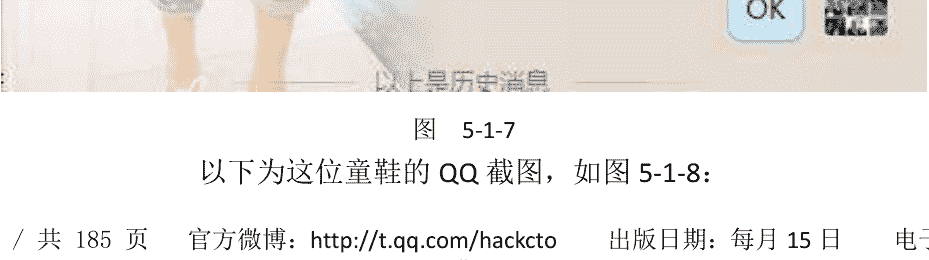 OK
以上是历史消息
图 5-1-7
以下为这位童鞋的 QQ 截图，如图 5-1-8：
/ 共 185 页 官方微博：http://t.qq.com/hackcto 出版日期：每月 15 日 电子